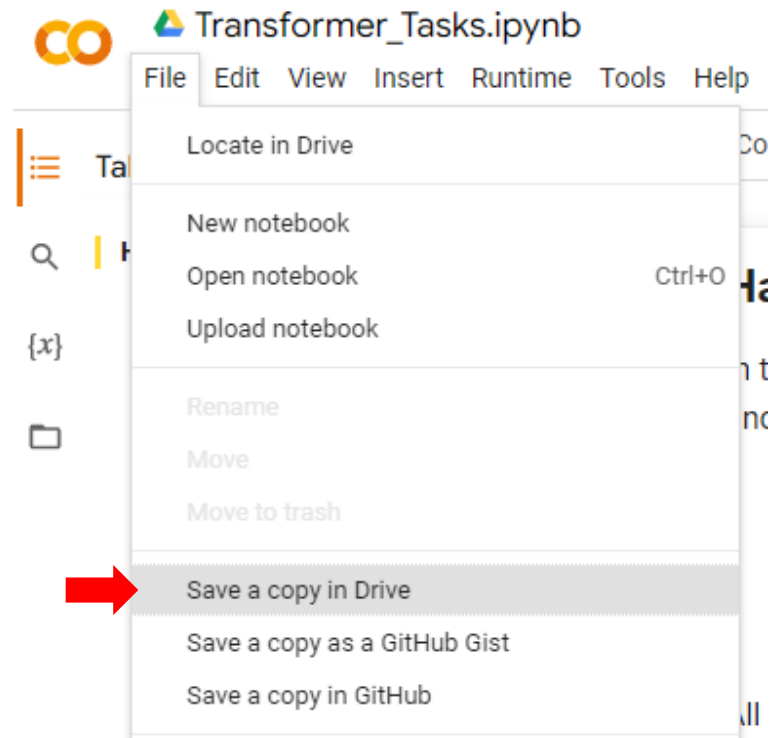 Transformer_Tasks.ipynb
File Edit View Insert Runtime Tools Help
Locate in Drive
New notebook
Open notebook Ctrl+O
{x}
Upload notebook
Rename
Move
Move to trash
Save a copy in Drive
Save a copy as a GitHub Gist
Save a copy in GitHub